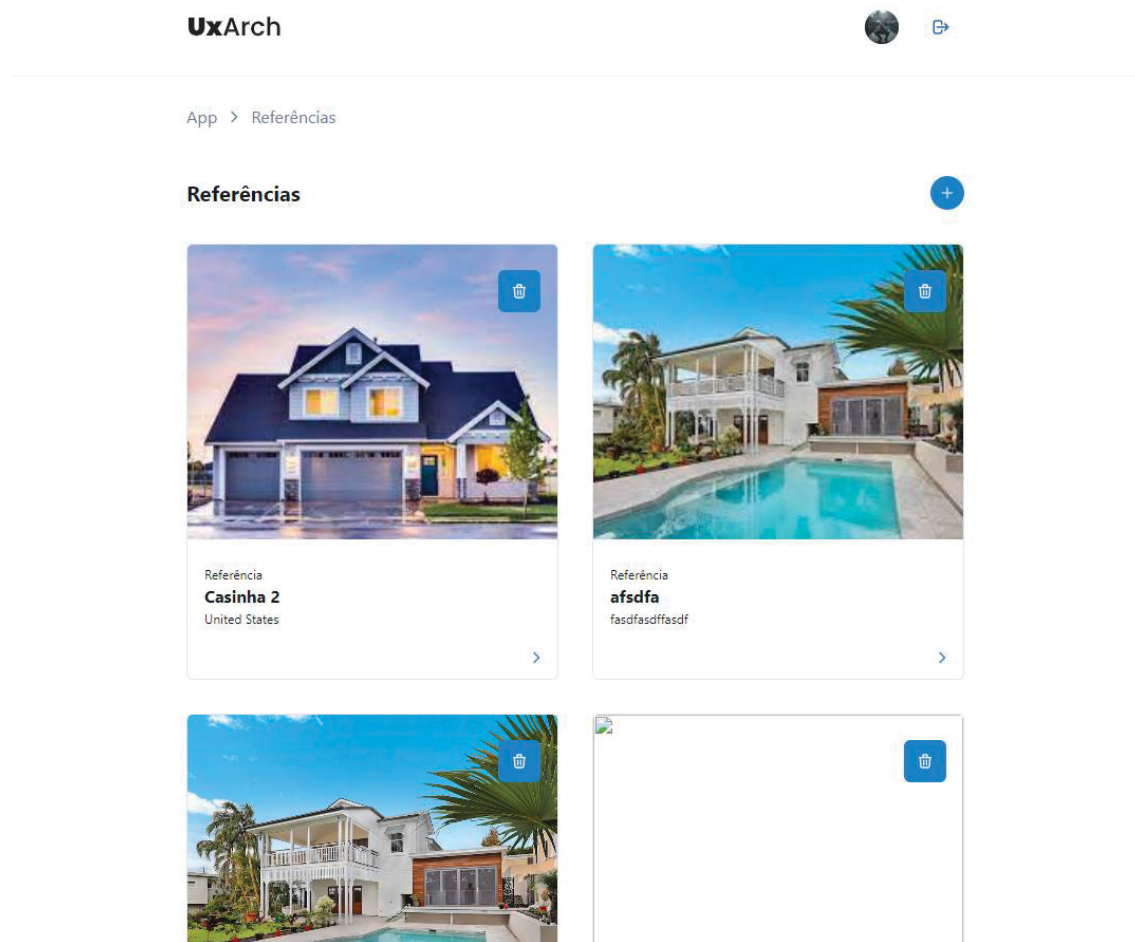 UxArch
App > Referências
Referências
Referência
Casinha 2
United States
Referência
afsdfa
fasdfasdffasdf